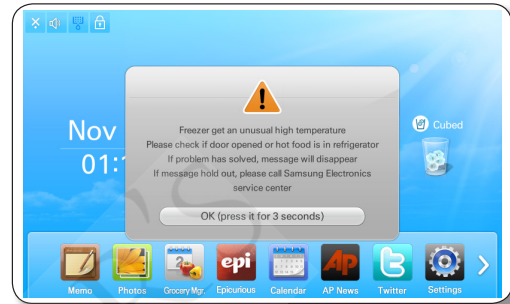 Nov
01:
Freezer get an unusual high temperature
Please check if door opened or hot food is in refrigerator
If problem has solved, message will disappear
If message hold out, please call Samsung Electronics
service center
OK (press it for 3 seconds)
Cubed
2
epi
AP
Memo
Photos
Grocery Mgr.
Epicurious
Calendar
AP News
Twitter
Settings